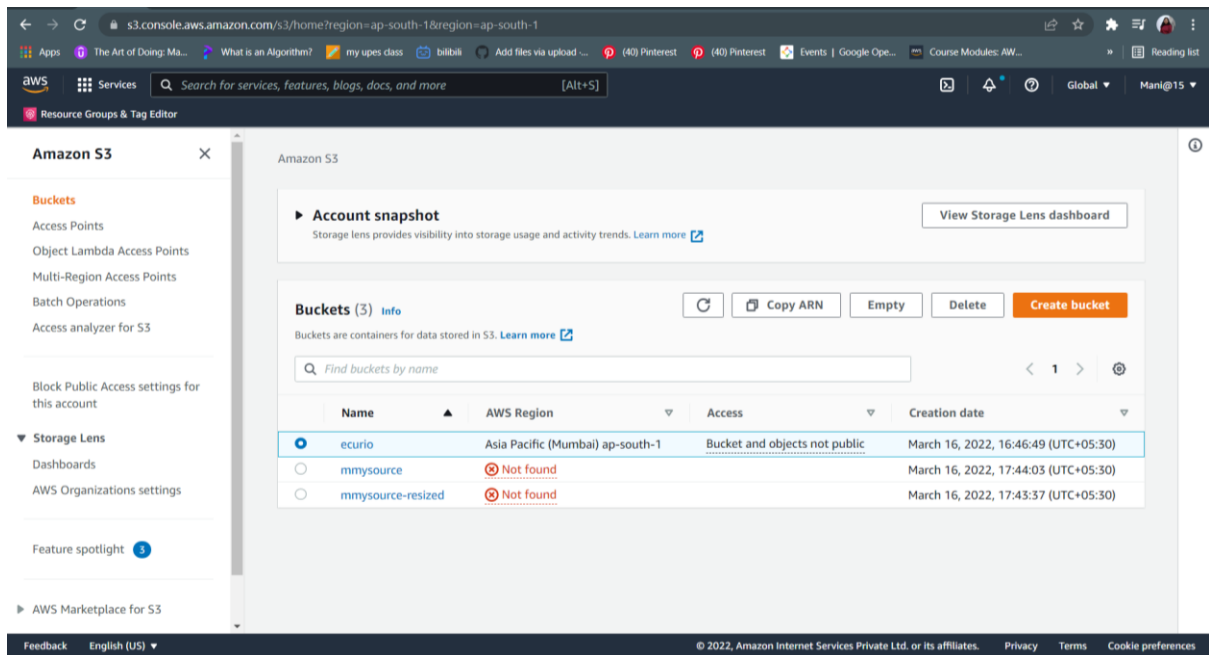 s3.console.aws.amazon.com/s3/home?region=ap-south-1&region=ap-south-1
Apps The Art of Doing: Ma... What is an Algorithm? my upes class bilibili Add files via upload ·... (40) Pinterest (40) Pinterest Events | Google Ope... Course Modules: AW... » Reading list
aws Services Search for services, features, blogs, docs, and more [Alt+S] Global Mani@15
Resource Groups & Tag Editor
Amazon S3
Buckets
Access Points
Object Lambda Access Points
Multi-Region Access Points
Batch Operations
Access analyzer for S3
Block Public Access settings for
this account
Storage Lens
Dashboards
AWS Organizations settings
Feature spotlight 3
AWS Marketplace for S3
Amazon S3
Account snapshot View Storage Lens dashboard
Storage lens provides visibility into storage usage and activity trends. Learn more
Buckets (3) Info Copy ARN Empty Delete Create bucket
Buckets are containers for data stored in S3. Learn more
Find buckets by name 1
Name AWS Region Access Creation date
ecurio Asia Pacific (Mumbai) ap-south-1 Bucket and objects not public March 16, 2022, 16:46:49 (UTC+05:30)
mmysource Not found March 16, 2022, 17:44:03 (UTC+05:30)
mmysource-resized Not found March 16, 2022, 17:43:37 (UTC+05:30)
Feedback English (US) © 2022, Amazon Internet Services Private Ltd. or its affiliates. Privacy Terms Cookie preferences